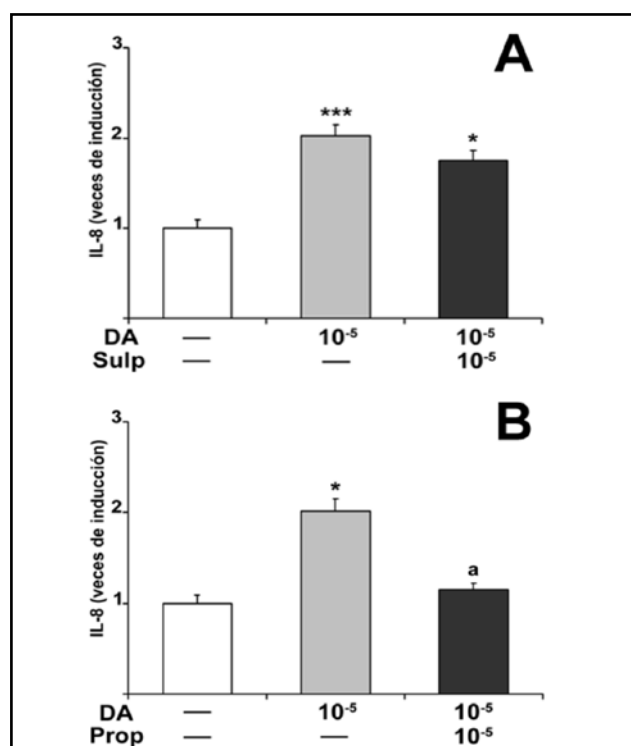 A
3
2
1
IL-8 (veces de inducción)
***
*
DA — 10⁻⁵ 10⁻⁵
Sulp — — 10⁻⁵
B
3
2
1
IL-8 (veces de inducción)
*
a
DA — 10⁻⁵ 10⁻⁵
Prop — — 10⁻⁵